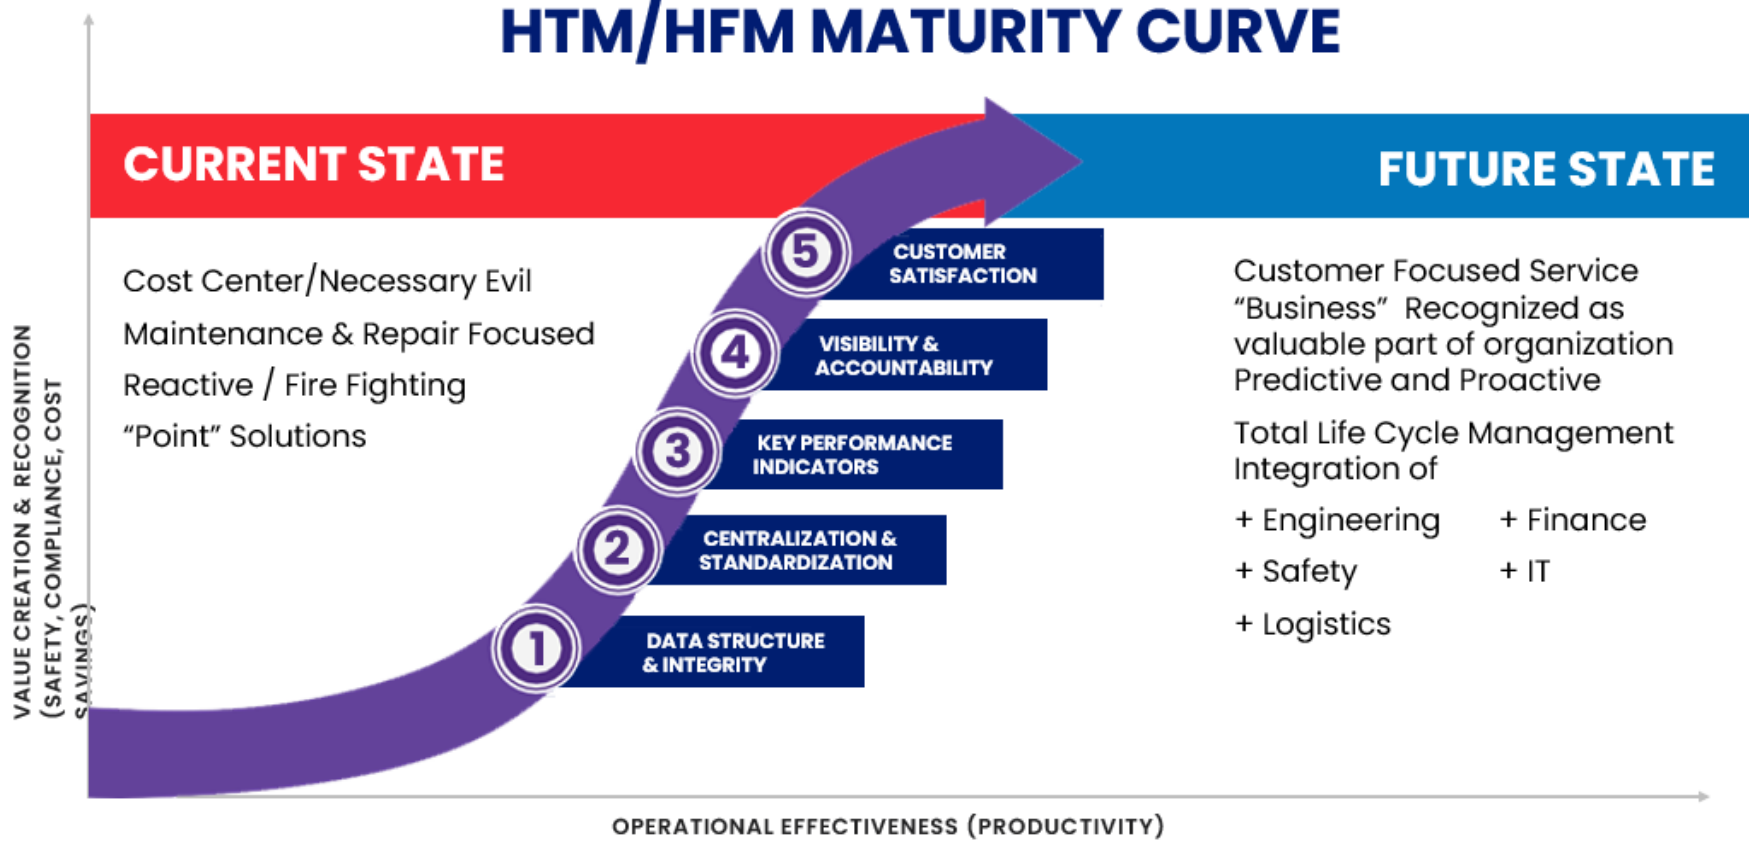 HTM/HFM MATURITY CURVE
CURRENT STATE
FUTURE STATE
Cost Center/Necessary Evil
Maintenance & Repair Focused
Reactive / Fire Fighting
“Point” Solutions
5
CUSTOMER
SATISFACTION
4
VISIBILITY &
ACCOUNTABILITY
3
KEY PERFORMANCE
INDICATORS
2
CENTRALIZATION &
STANDARDIZATION
1
DATA STRUCTURE
& INTEGRITY
Customer Focused Service
“Business”  Recognized as
valuable part of organization
Predictive and Proactive
Total Life Cycle Management
Integration of
+ Engineering
+ Finance
+ Safety
+ IT
+ Logistics
VALUE CREATION & RECOGNITION
(SAFETY, COMPLIANCE, COST
SAVINGS)
OPERATIONAL EFFECTIVENESS (PRODUCTIVITY)